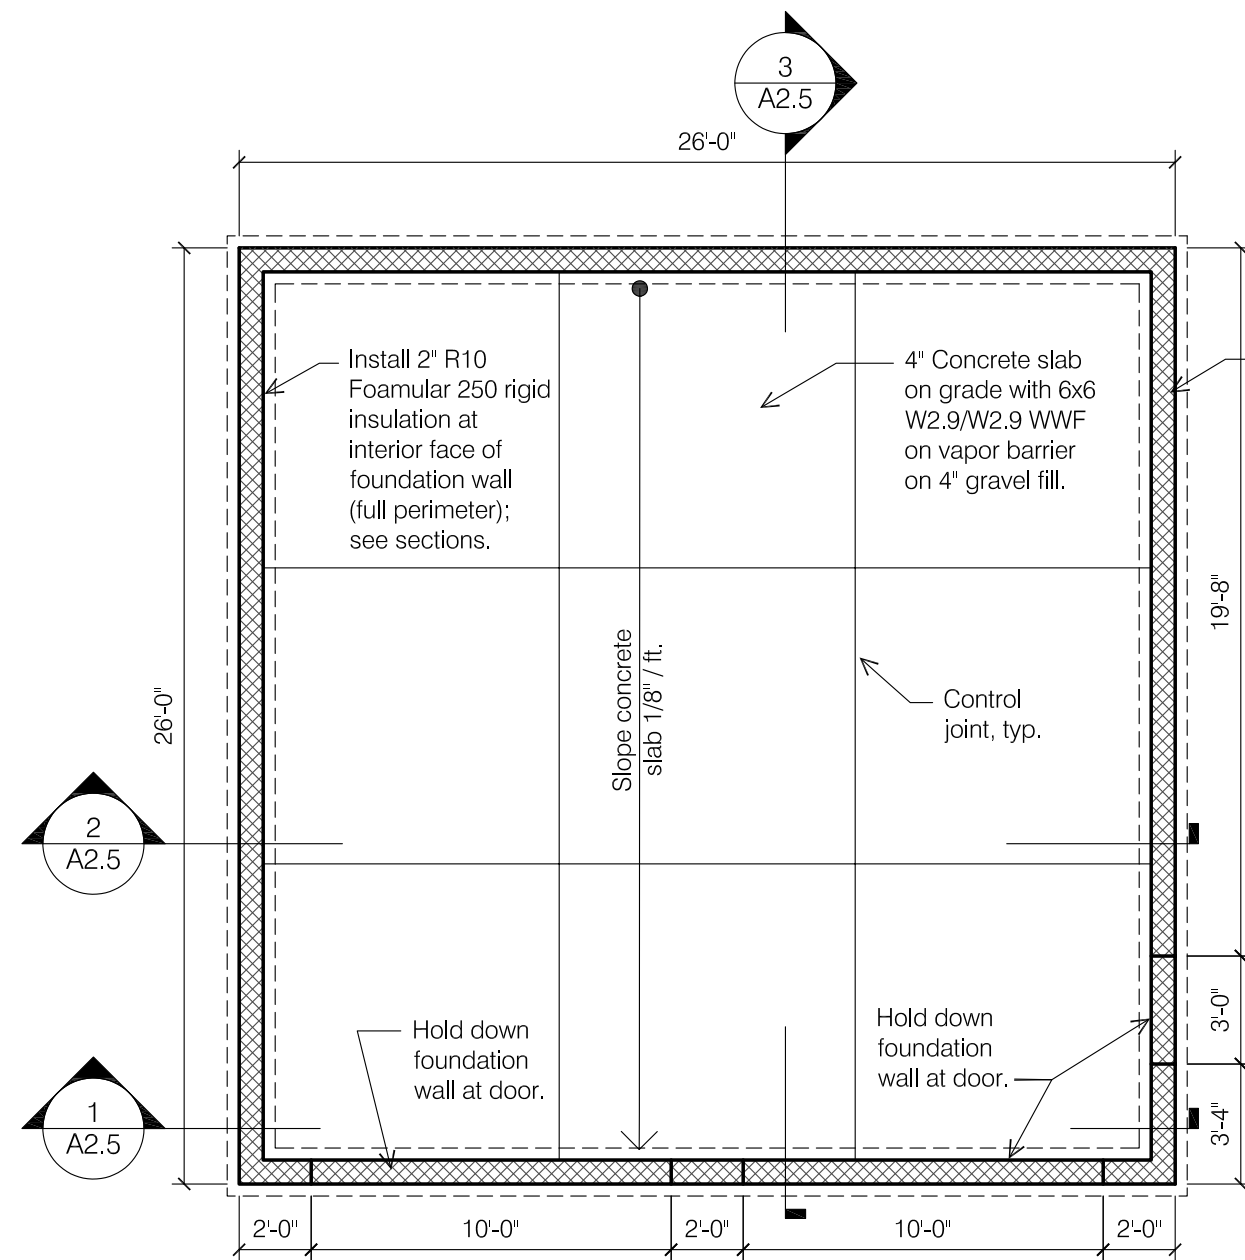 3
A2.5
26'-0"
Install 2" R10
Foamular 250 rigid
insulation at
interior face of
foundation wall
(full perimeter);
see sections.
4" Concrete slab
on grade with 6x6
W2.9/W2.9 WWF
on vapor barrier
on 4" gravel fill.
19'-8"
Slope concrete
slab 1/8" / ft.
Control
joint, typ.
26'-0"
2
A2.5
Hold down
foundation
wall at door.
Hold down
foundation
wall at door.
3'-0"
1
A2.5
3'-4"
2'-0"
10'-0"
2'-0"
10'-0"
2'-0"